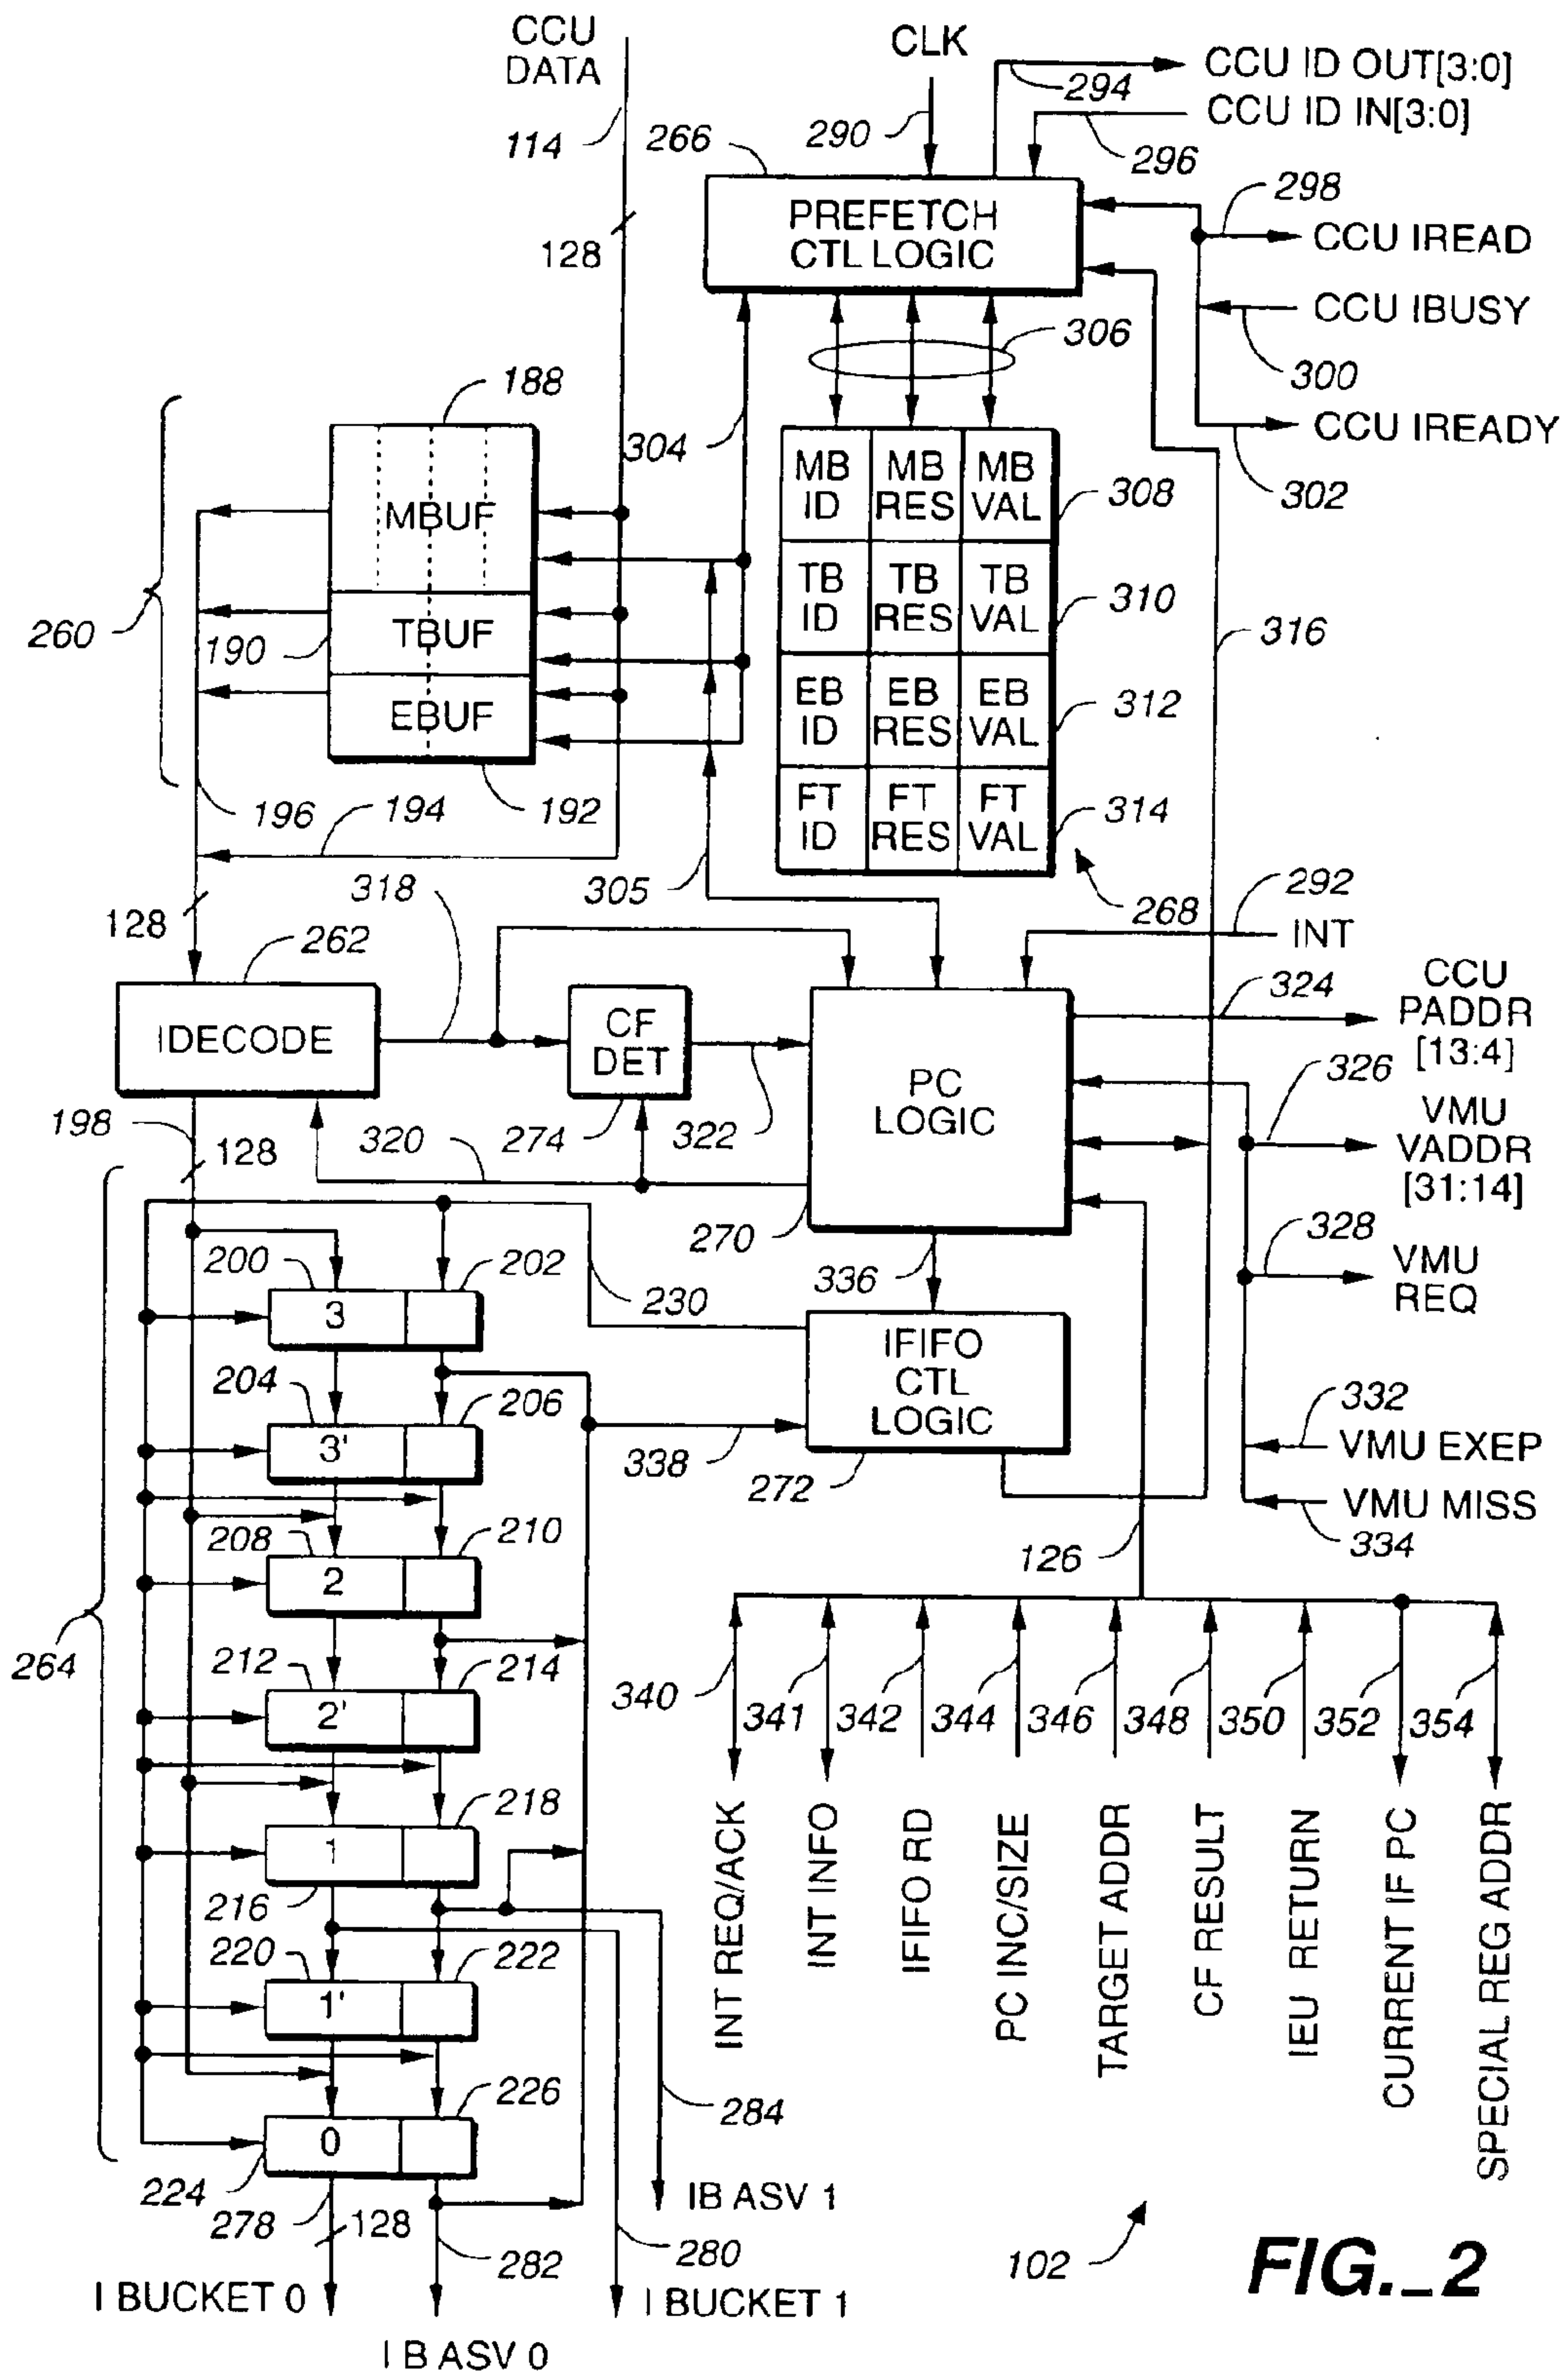 CCU
DATA
CLK
CCU ID OUT[3:0]
294
CCU ID IN[3:0]
114
266
290
296
298
PREFETCH
CTL LOGIC
128
CCU IREAD
CCU IBUSY
306
300
188
304
CCU IREADY
302
MB
ID
MB
RES
MB
VAL
308
MBUF
TB
ID
TB
RES
TB
VAL
310
260
190
TBUF
316
EB
ID
EB
RES
EB
VAL
312
EBUF
FT
ID
FT
RES
FT
VAL
314
196
194
192
318
305
292
268
INT
128
262
CCU
PADDR
[13:4]
324
IDECODE
CF
DET
PC
LOGIC
326
VMU
VADDR
[31:14]
198
128
320
274
322
270
328
VMU
REQ
200
202
336
230
3
IFIFO
CTL
LOGIC
204
206
332
3'
338
272
VMU EXEP
VMU MISS
334
208
210
126
2
264
212
214
340
341
342
344
346
348
350
352
354
2'
218
1
216
INT REQ/ACK
INT INFO
IFIFO RD
PC INC/SIZE
TARGET ADDR
CF RESULT
IEU RETURN
CURRENT IF PC
SPECIAL REG ADDR
220
222
1'
226
284
0
224
278
128
IB ASV 1
282
280
102
FIG._2
I BUCKET 0
I BUCKET 1
I B ASV 0